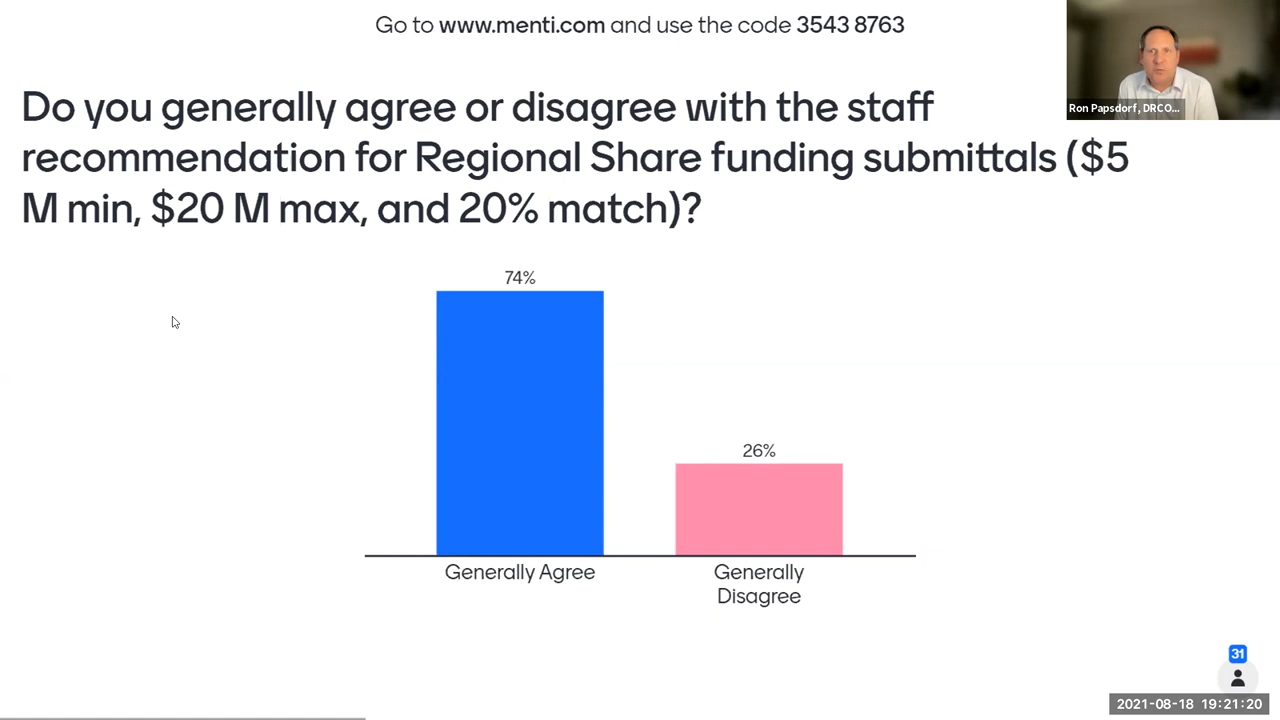 Go to www.menti.com and use the code 3543 8763
Ron Papsdorf, DRCO...
Do you generally agree or disagree with the staff
recommendation for Regional Share funding submittals ($5
M min, $20 M max, and 20% match)?
74%
26%
Generally Agree
Generally
Disagree
31
2021-08-18 19:21:20